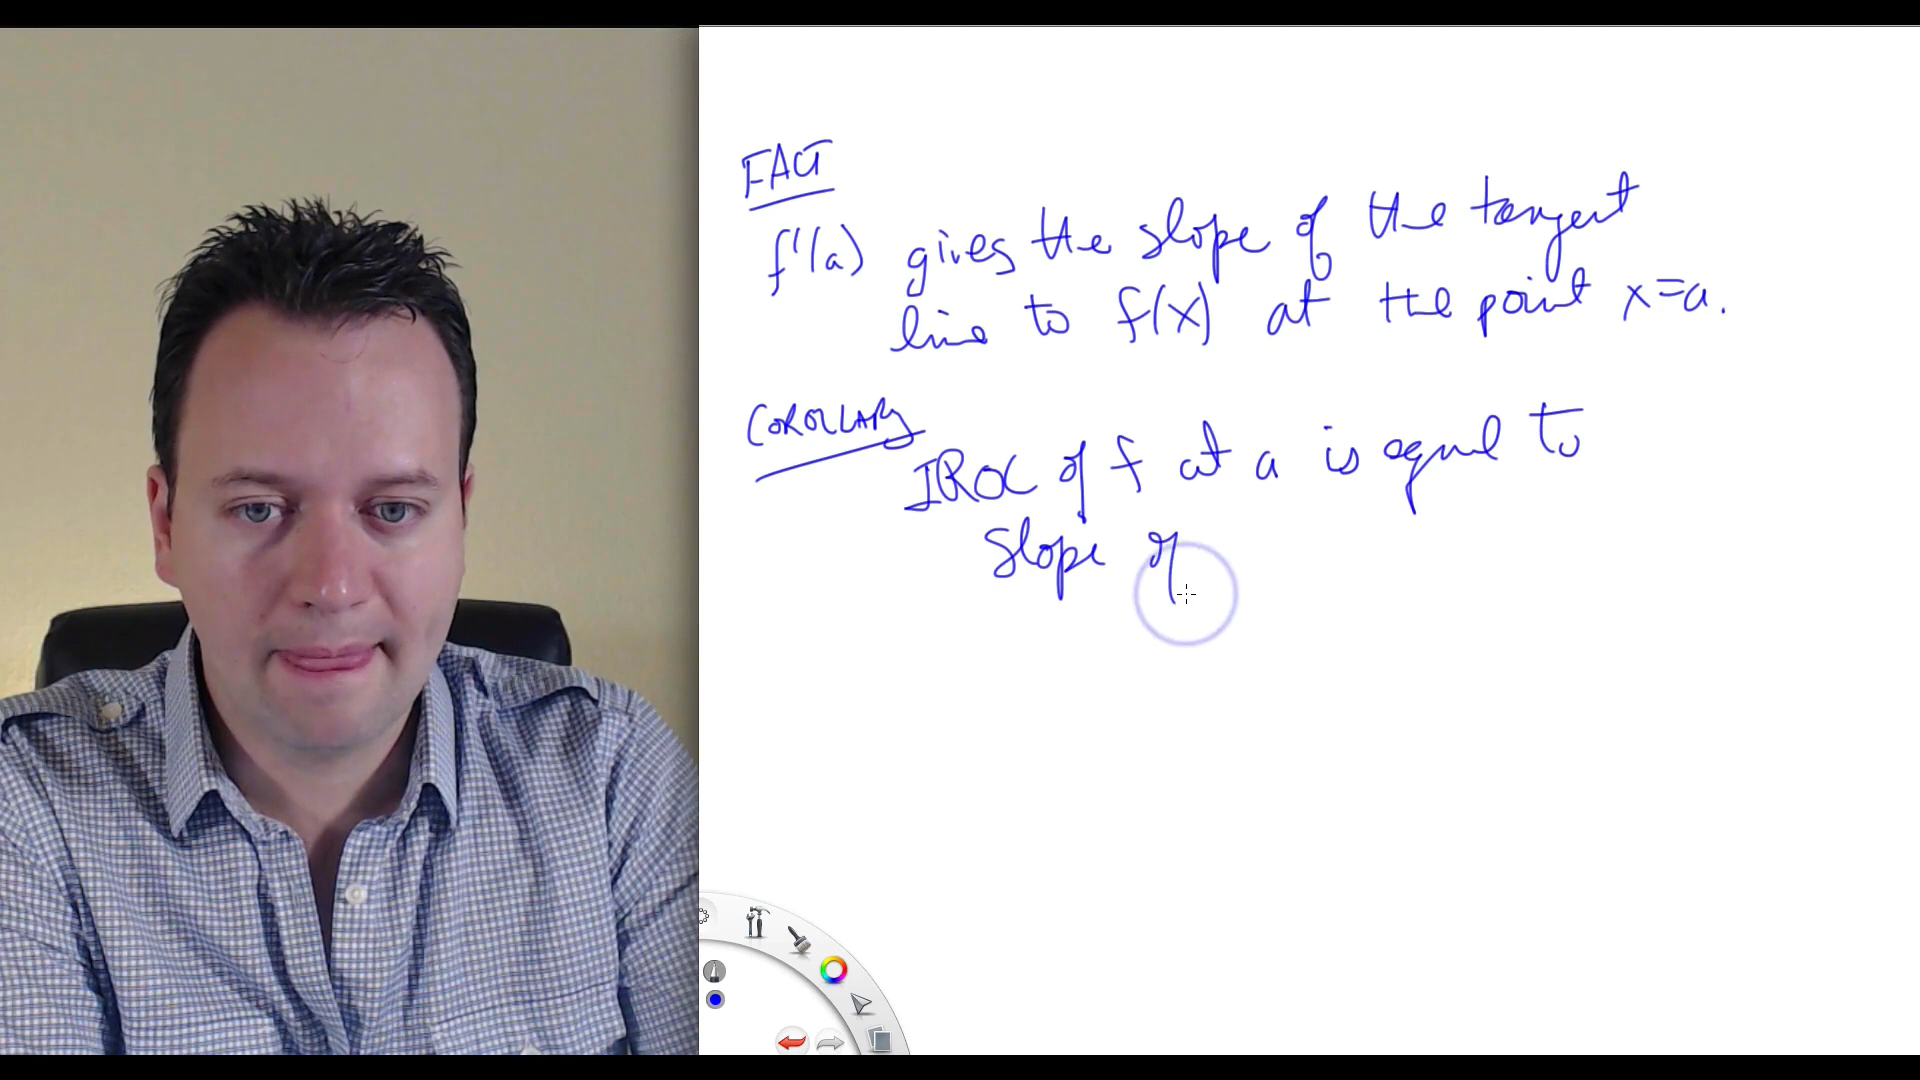 FACT
f'(a) gives the slope of the tangent
line to f(x) at the point x=a.
COROLLARY
IROC of f at a is equal to
slope of